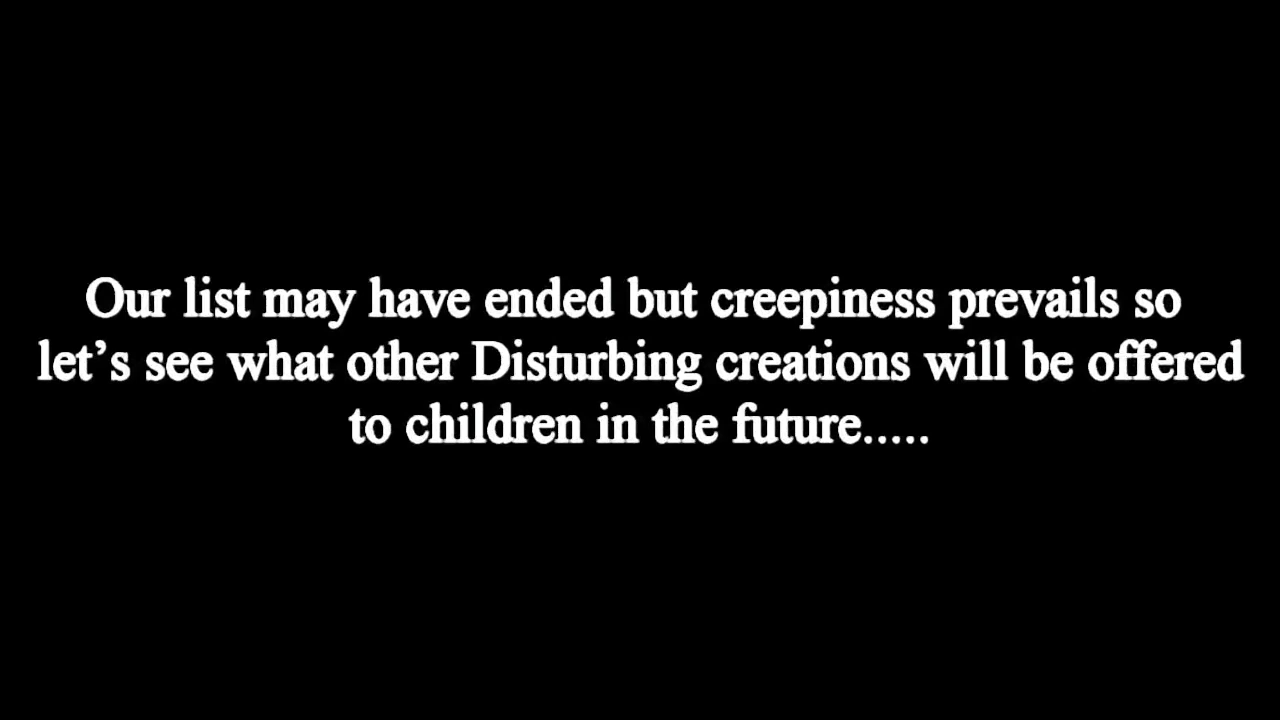 Our list may have ended but creepiness prevails so
let’s see what other Disturbing creations will be offered
to children in the future.....